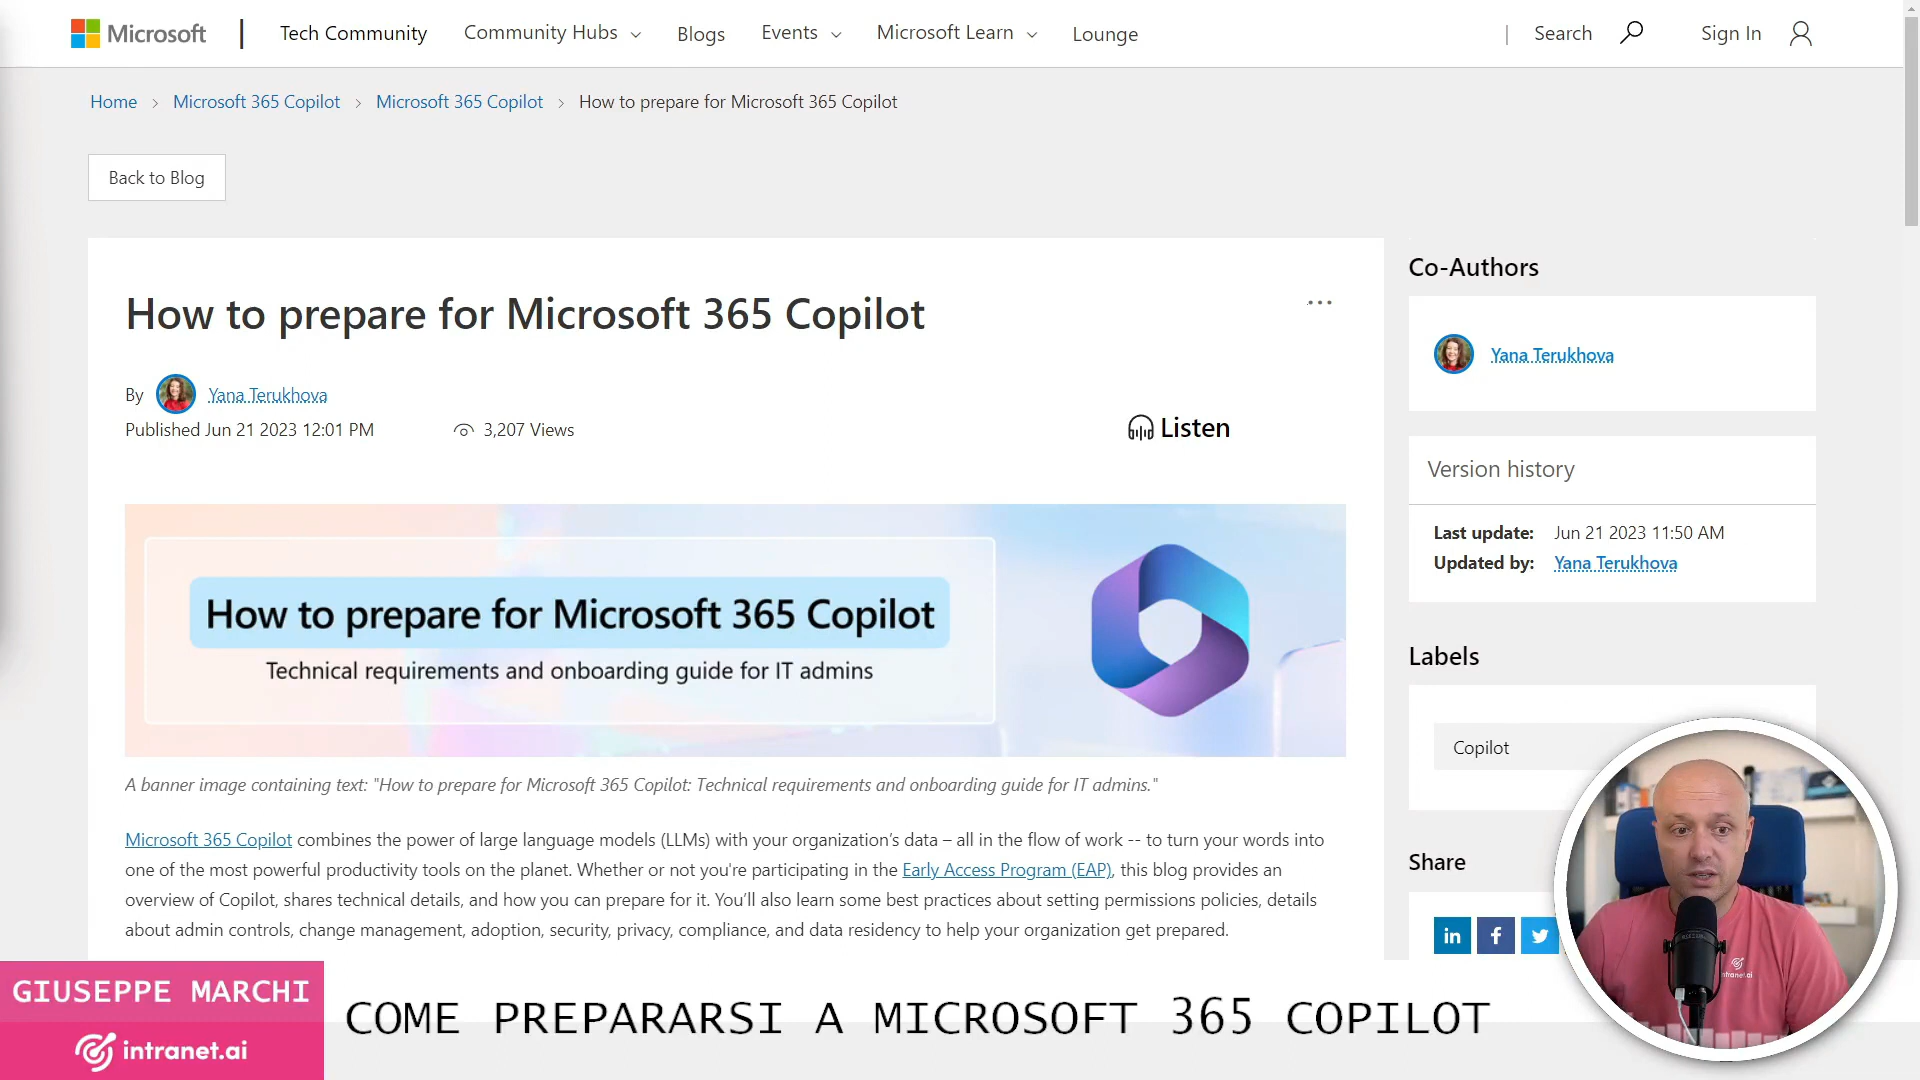 Microsoft | Tech Community Community Hubs Blogs Events Microsoft Learn Lounge | Search Sign In
Home > Microsoft 365 Copilot > Microsoft 365 Copilot > How to prepare for Microsoft 365 Copilot
Back to Blog
How to prepare for Microsoft 365 Copilot
...
By Yana Terukhova
Published Jun 21 2023 12:01 PM 3,207 Views
Listen
How to prepare for Microsoft 365 Copilot
Technical requirements and onboarding guide for IT admins
A banner image containing text: "How to prepare for Microsoft 365 Copilot: Technical requirements and onboarding guide for IT admins."
Microsoft 365 Copilot combines the power of large language models (LLMs) with your organization’s data – all in the flow of work -- to turn your words into
one of the most powerful productivity tools on the planet. Whether or not you're participating in the Early Access Program (EAP), this blog provides an
overview of Copilot, shares technical details, and how you can prepare for it. You’ll also learn some best practices about setting permissions policies, details
about admin controls, change management, adoption, security, privacy, compliance, and data residency to help your organization get prepared.
Co-Authors
Yana Terukhova
Version history
Last update: Jun 21 2023 11:50 AM
Updated by: Yana Terukhova
Labels
Copilot
Share
in f
intranet.ai
GIUSEPPE MARCHI
intranet.ai
COME PREPARARSI A MICROSOFT 365 COPILOT